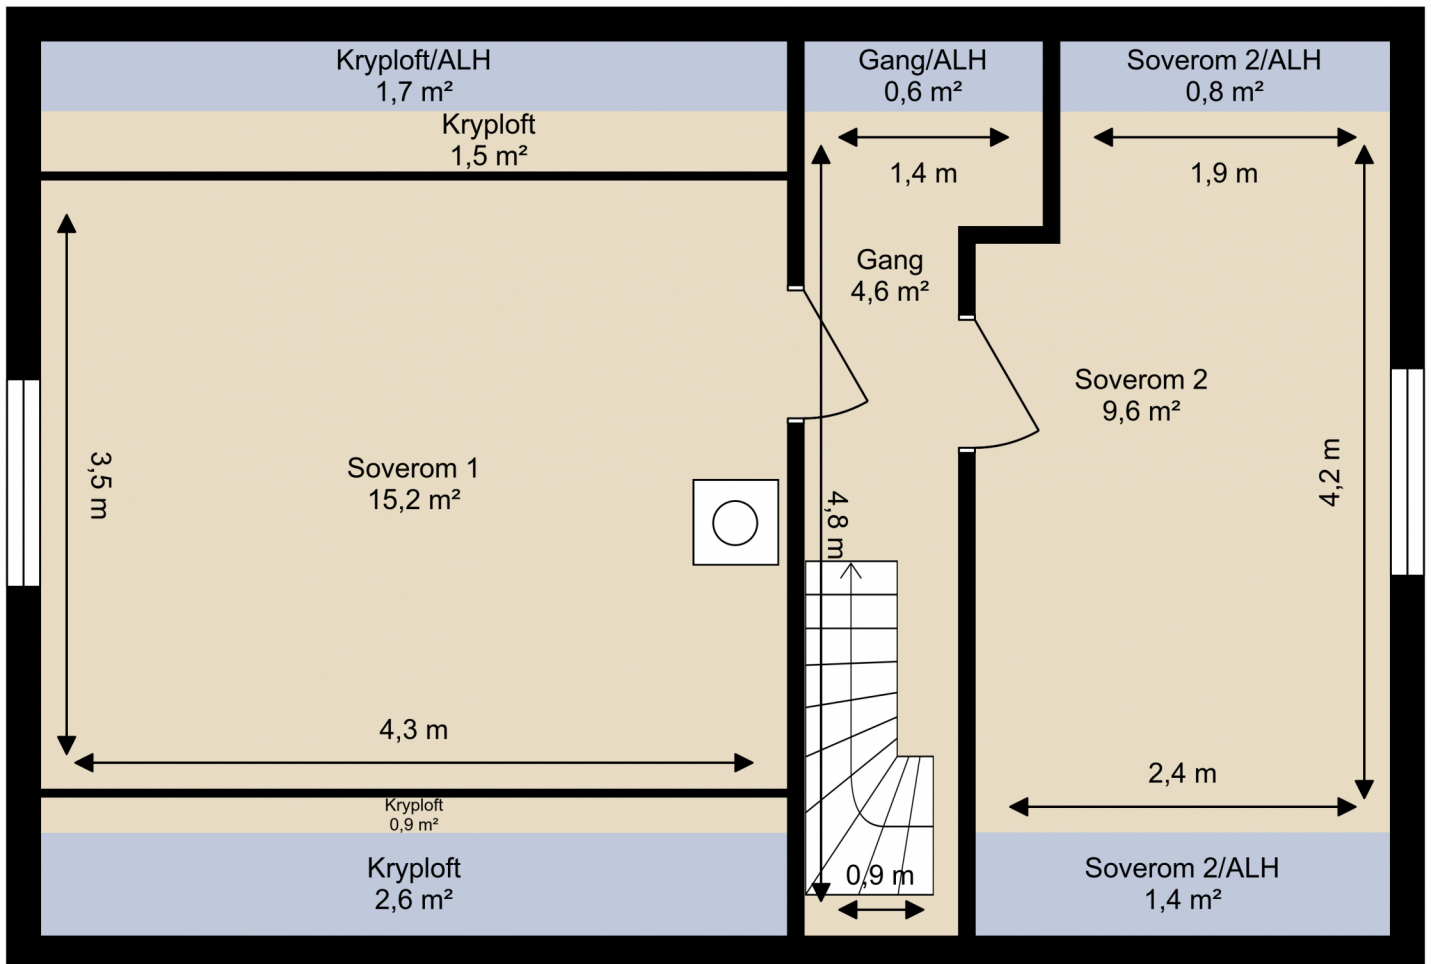 Kryploft/ALH
1,7 m²
Gang/ALH
0,6 m²
Soverom 2/ALH
0,8 m²
Kryploft
1,5 m²
1,4 m
1,9 m
Gang
4,6 m²
Soverom 2
9,6 m²
3,5 m
Soverom 1
15,2 m²
4,8 m
4,2 m
4,3 m
2,4 m
Kryploft
0,9 m²
Kryploft
2,6 m²
0,9 m
Soverom 2/ALH
1,4 m²